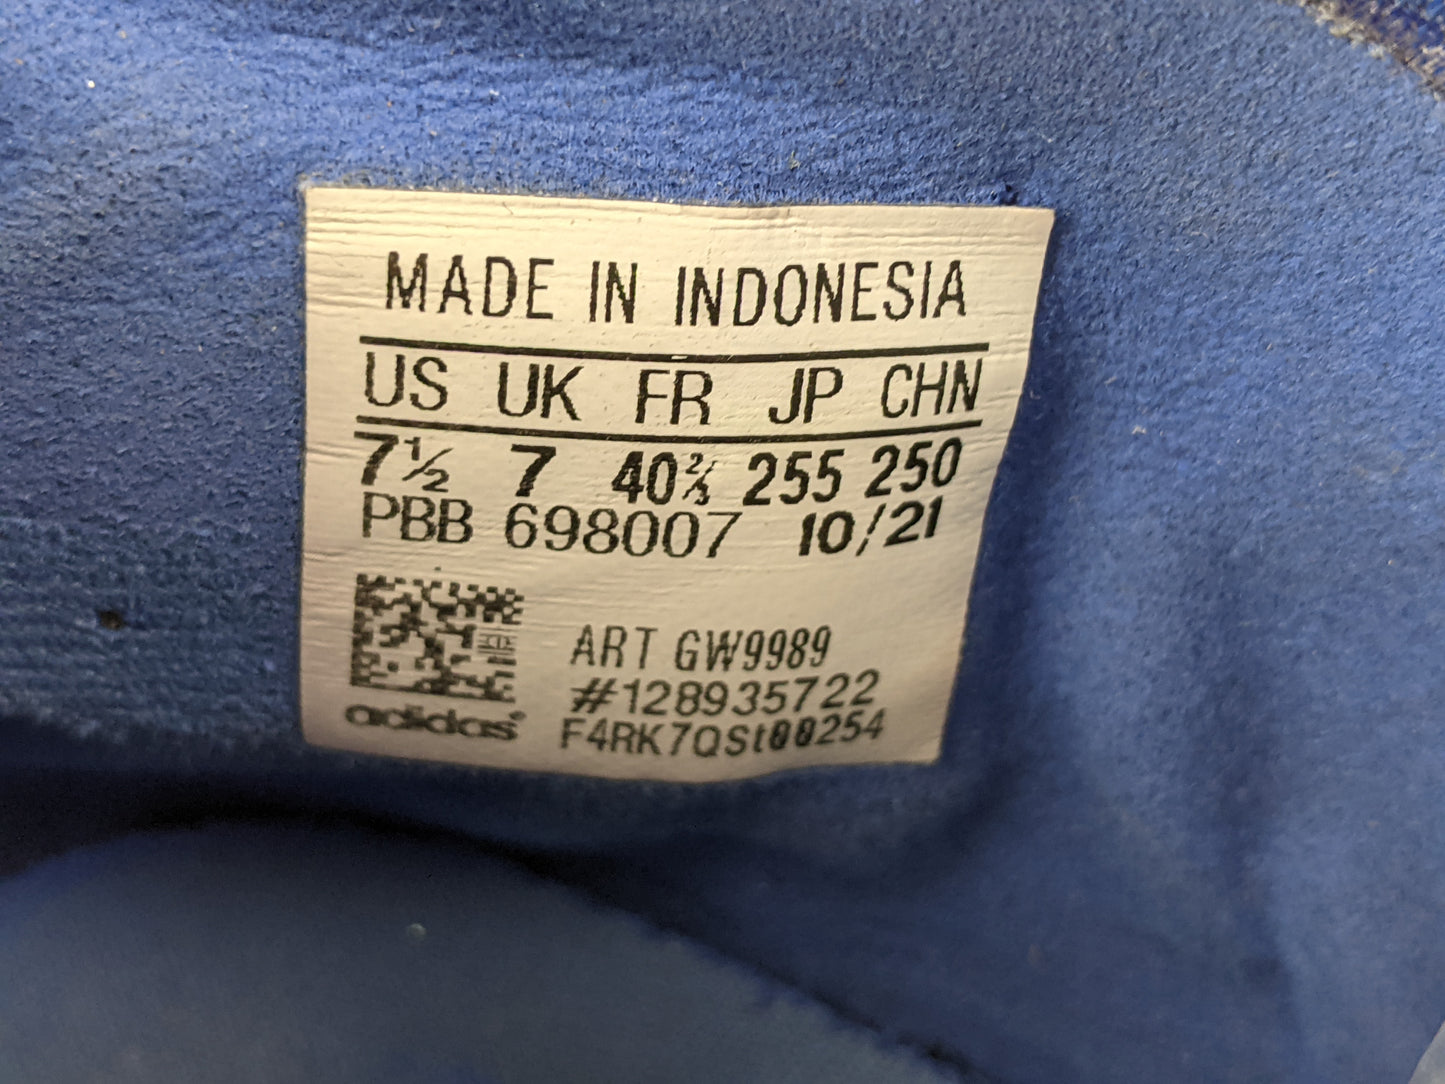 MADE IN INDONESIA
US UK FR JP CHN
7½ 7 40⅔ 255 250
PBB 698007 10/21
ART GW9989
#128935722
adidas®
F4RK7QSt00254